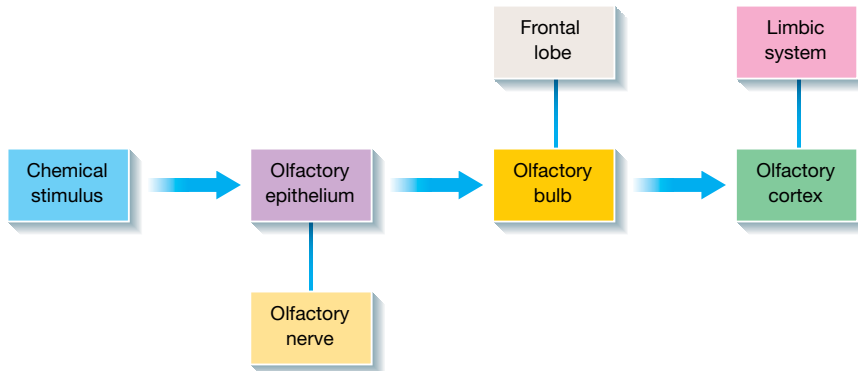 Frontal
lobe
Limbic
system
Chemical
stimulus
Olfactory
epithelium
Olfactory
bulb
Olfactory
cortex
Olfactory
nerve